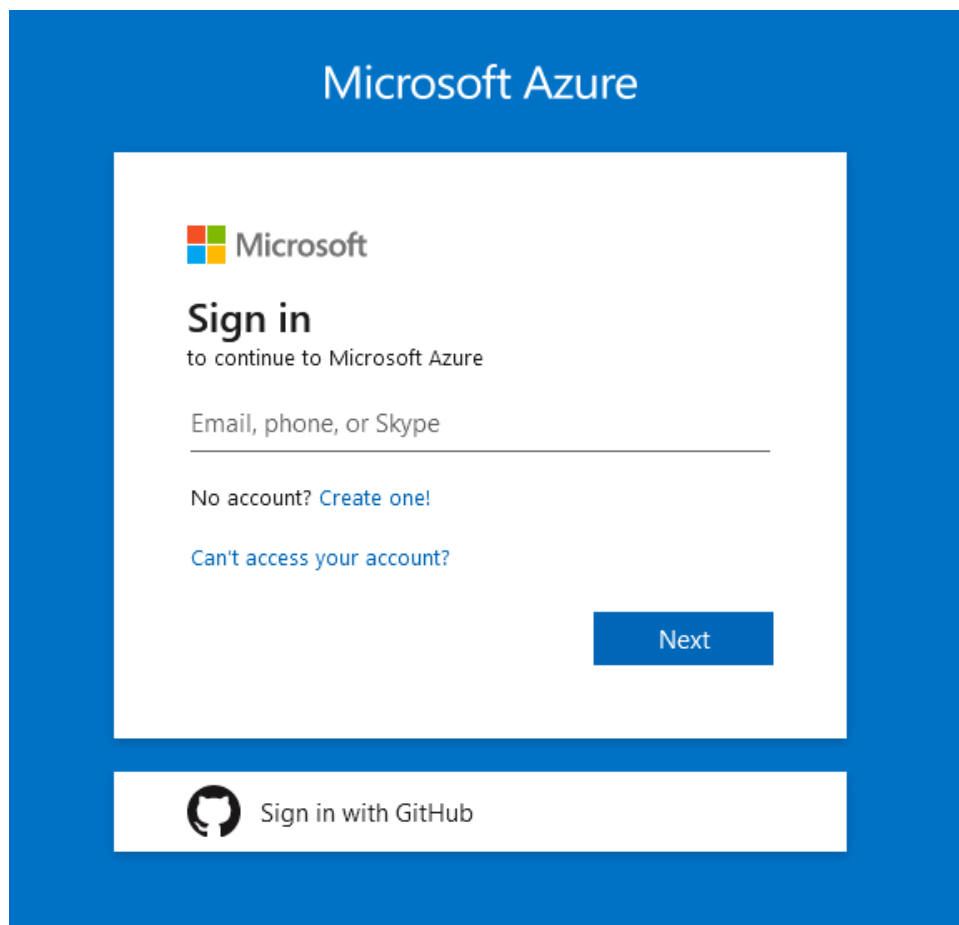 Microsoft Azure
Microsoft
Sign in
to continue to Microsoft Azure
Email, phone, or Skype
No account? Create one!
Can't access your account?
Next
Sign in with GitHub